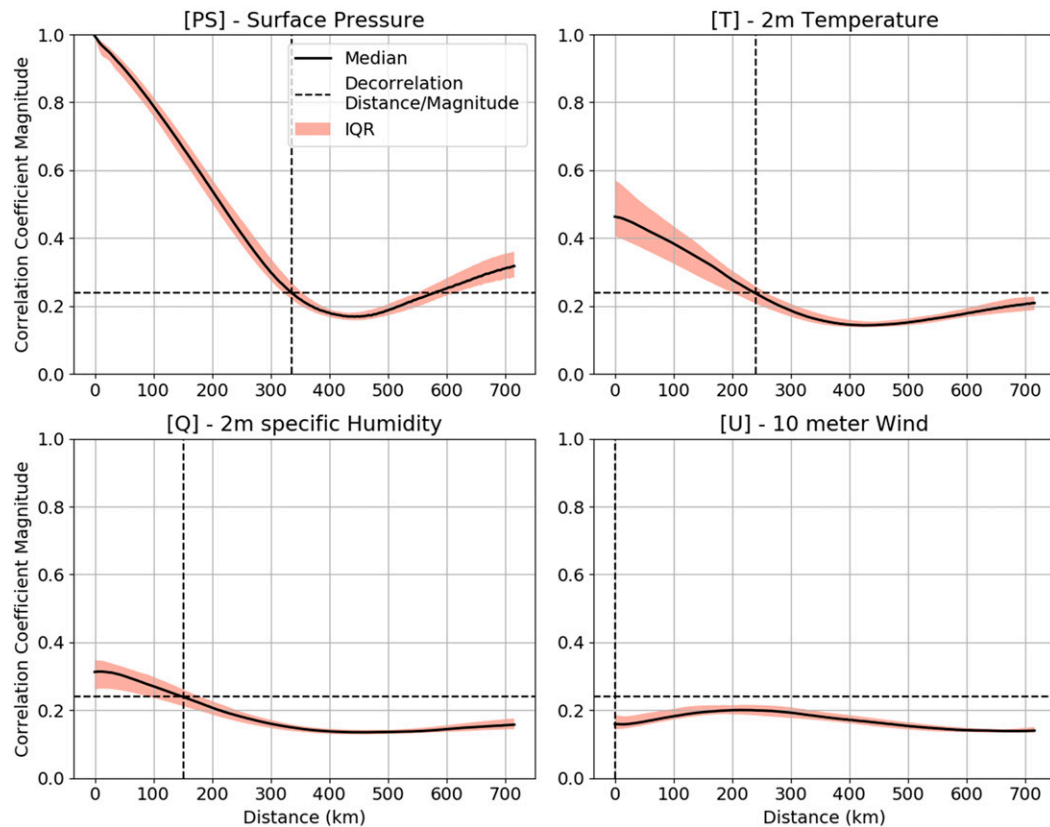 [PS] - Surface Pressure
Correlation Coefficient Magnitude
1.0
0.8
0.6
0.4
0.2
0.0
Median
Decorrelation
Distance/Magnitude
IQR
0 100 200 300 400 500 600 700
[T] - 2m Temperature
1.0
0.8
0.6
0.4
0.2
0.0
0 100 200 300 400 500 600 700
[Q] - 2m specific Humidity
Correlation Coefficient Magnitude
1.0
0.8
0.6
0.4
0.2
0.0
0 100 200 300 400 500 600 700
Distance (km)
[U] - 10 meter Wind
1.0
0.8
0.6
0.4
0.2
0.0
0 100 200 300 400 500 600 700
Distance (km)